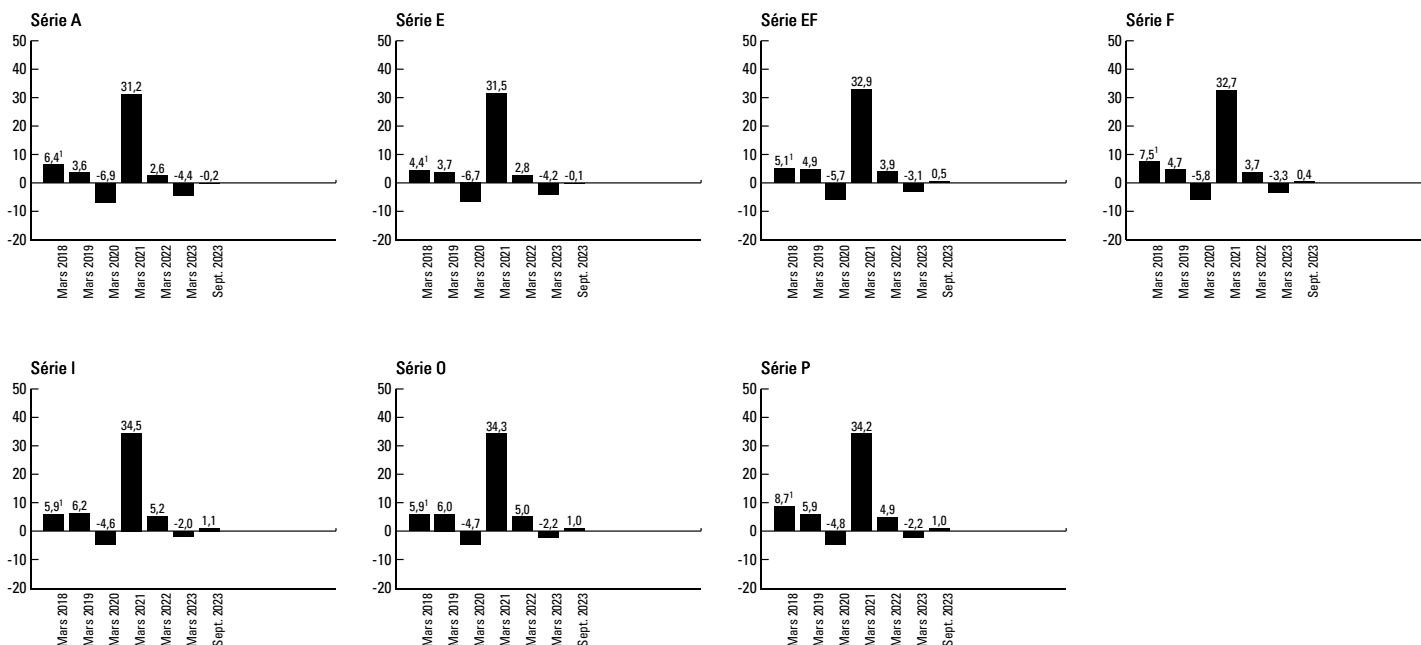 Série A
50
40
30
20
10
0
-10
-20
6,4¹
3,6
-6,9
31,2
2,6
-4,4
-0,2
Mars 2018
Mars 2019
Mars 2020
Mars 2021
Mars 2022
Mars 2023
Sept. 2023
Série E
50
40
30
20
10
0
-10
-20
4,4¹
3,7
-6,7
31,5
2,8
-4,2
-0,1
Mars 2018
Mars 2019
Mars 2020
Mars 2021
Mars 2022
Mars 2023
Sept. 2023
Série EF
50
40
30
20
10
0
-10
-20
5,1¹
4,9
-5,7
32,9
3,9
-3,1
0,5
Mars 2018
Mars 2019
Mars 2020
Mars 2021
Mars 2022
Mars 2023
Sept. 2023
Série F
50
40
30
20
10
0
-10
-20
7,5¹
4,7
-5,8
32,7
3,7
-3,3
0,4
Mars 2018
Mars 2019
Mars 2020
Mars 2021
Mars 2022
Mars 2023
Sept. 2023
Série I
50
40
30
20
10
0
-10
-20
5,9¹
6,2
-4,6
34,5
5,2
-2,0
1,1
Mars 2018
Mars 2019
Mars 2020
Mars 2021
Mars 2022
Mars 2023
Sept. 2023
Série O
50
40
30
20
10
0
-10
-20
5,9¹
6,0
-4,7
34,3
5,0
-2,2
1,0
Mars 2018
Mars 2019
Mars 2020
Mars 2021
Mars 2022
Mars 2023
Sept. 2023
Série P
50
40
30
20
10
0
-10
-20
8,7¹
5,9
-4,8
34,2
4,9
-2,2
1,0
Mars 2018
Mars 2019
Mars 2020
Mars 2021
Mars 2022
Mars 2023
Sept. 2023